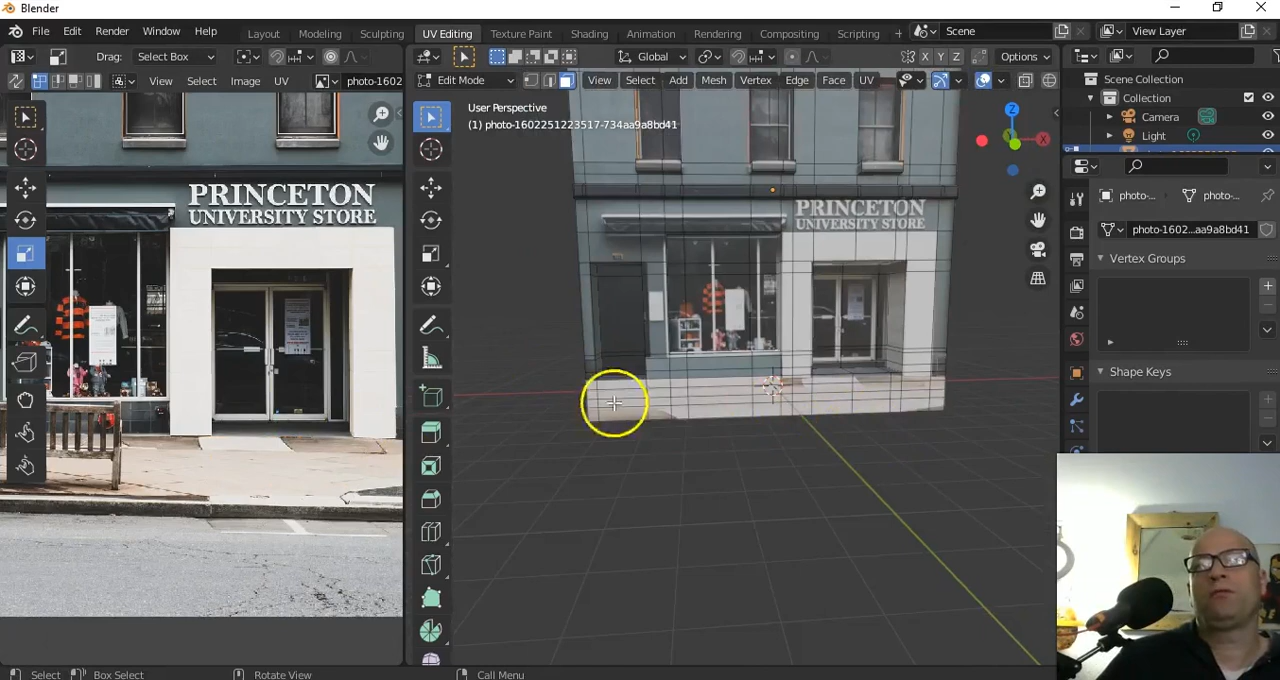 Blender
File Edit Render Window Help
Layout Modeling Sculpting UV Editing Texture Paint Shading Animation Rendering Compositing Scripting +
Scene
View Layer
Drag: Select Box
Global
X Y Z
Options
View Select Image UV photo-1602
Edit Mode
View Select Add Mesh Vertex Edge Face UV
Scene Collection
Collection
Camera
Light
User Perspective
(1) photo-1602251223517-734aa9a8bd41
Z
X
PRINCETON
UNIVERSITY STORE
PRINCETON
UNIVERSITY STORE
photo-...
photo-...
photo-1602...aa9a8bd41
Vertex Groups
Shape Keys
Select
Box Select
Rotate View
Call Menu